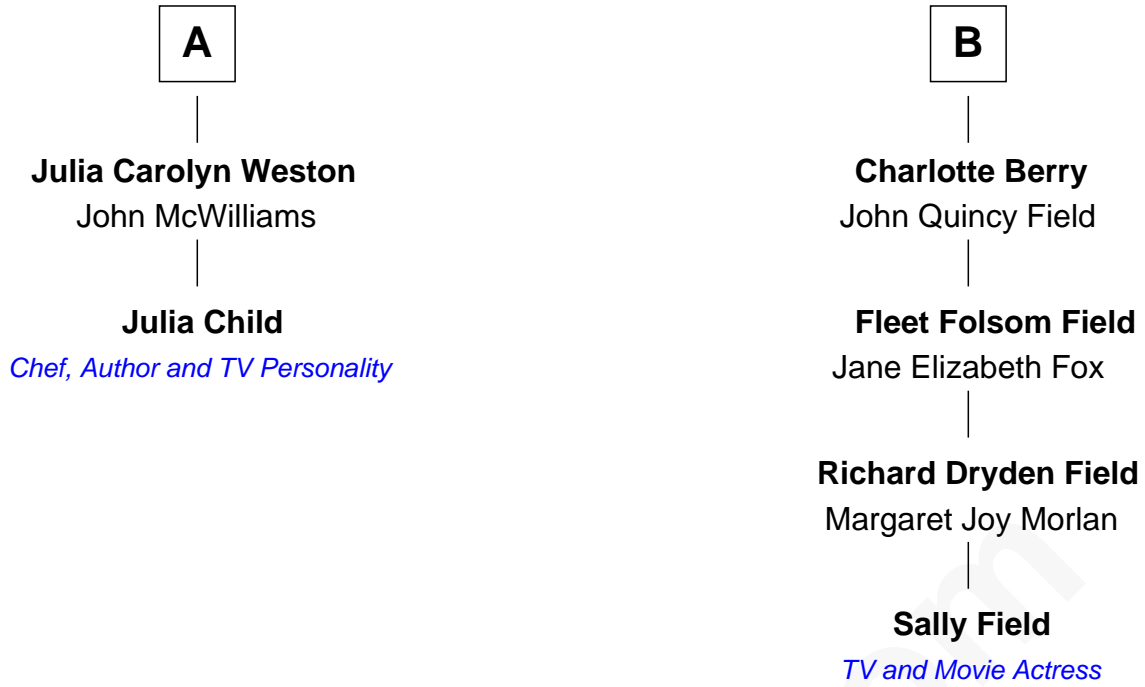 A
Julia Carolyn Weston
John McWilliams
Julia Child
Chef, Author and TV Personality
B
Charlotte Berry
John Quincy Field
Fleet Folsom Field
Jane Elizabeth Fox
Richard Dryden Field
Margaret Joy Morlan
Sally Field
TV and Movie Actress